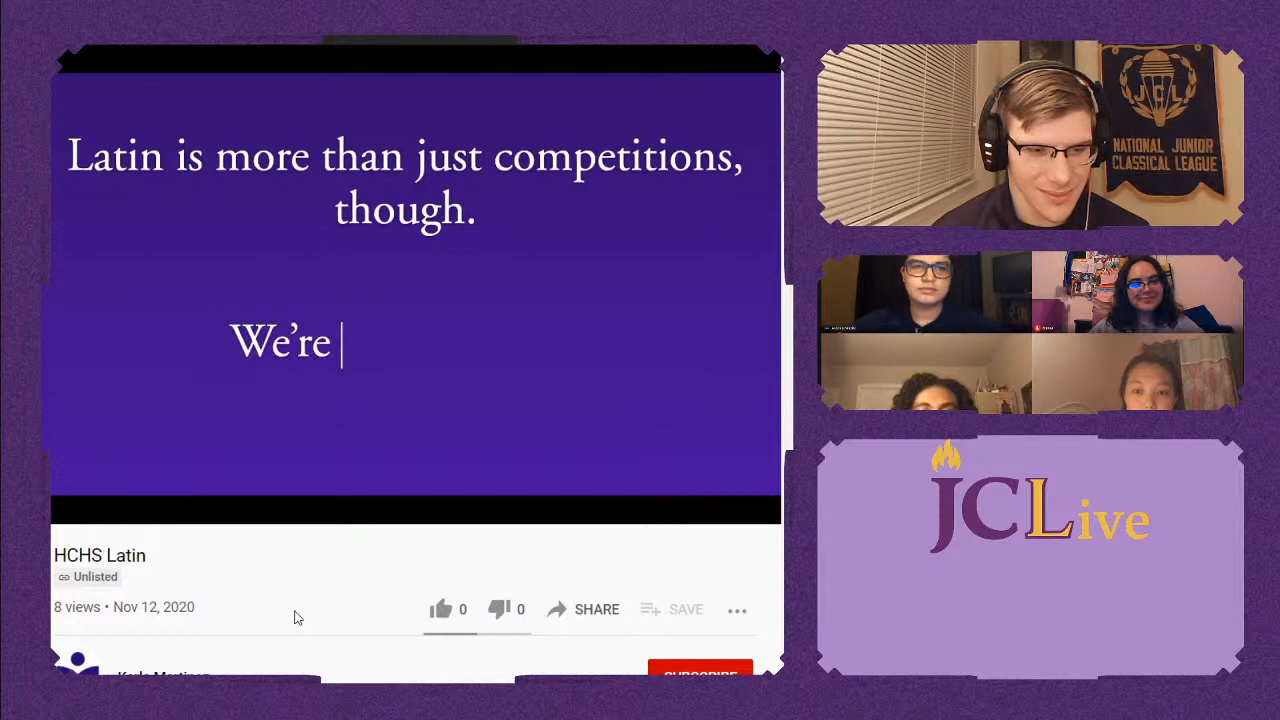 Latin is more than just competitions,
though.
We're
HCHS Latin
Unlisted
8 views • Nov 12, 2020
0
0
SHARE
SAVE
JCL
NATIONAL JUNIOR
CLASSICAL LEAGUE
JCLive